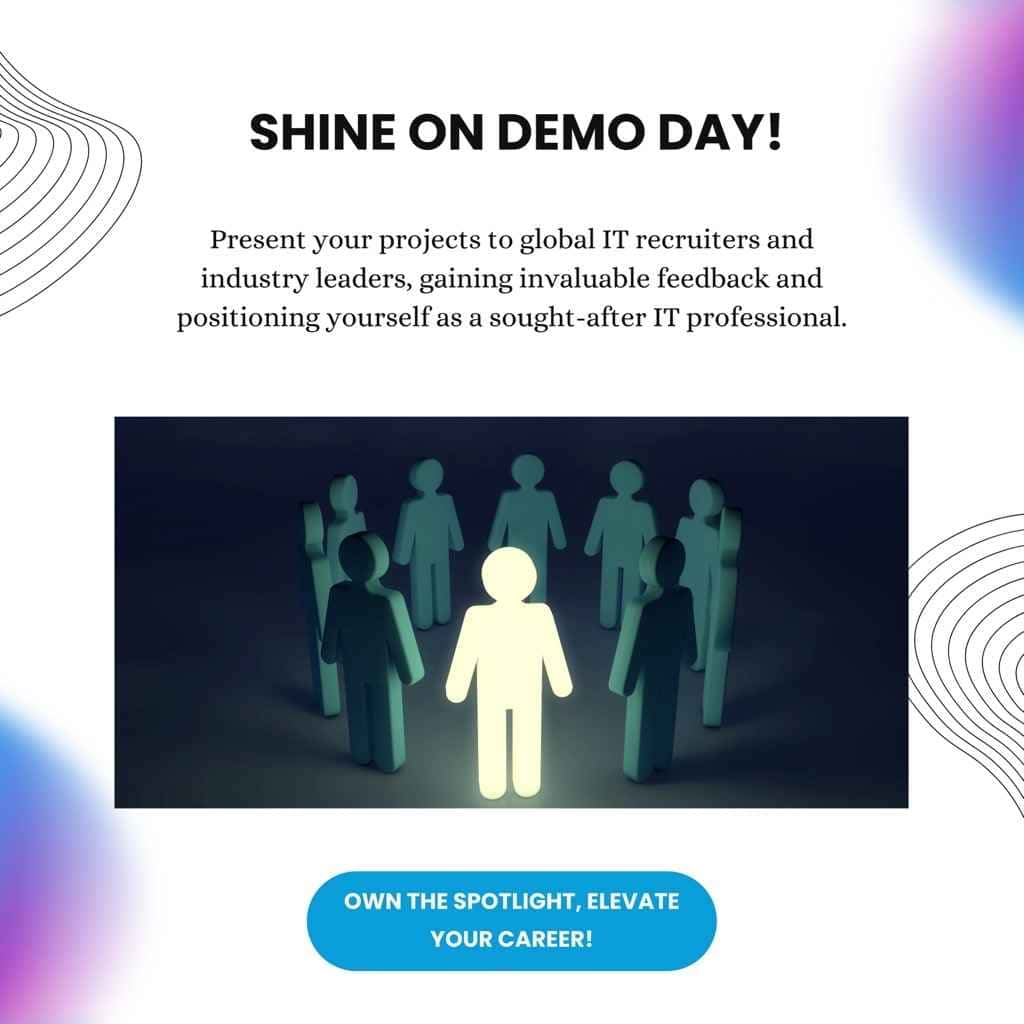 SHINE ON DEMO DAY!
Present your projects to global IT recruiters and
industry leaders, gaining invaluable feedback and
positioning yourself as a sought-after IT professional.
OWN THE SPOTLIGHT, ELEVATE
YOUR CAREER!